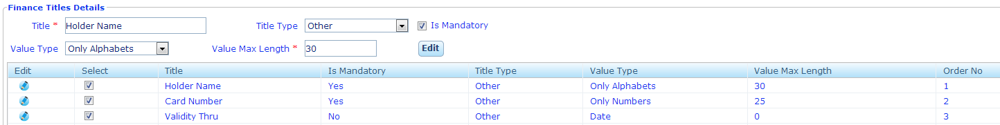 Finance Titles Details
Title * Holder Name Title Type Other Is Mandatory
Value Type Only Alphabets Value Max Length * 30 Edit
Edit Select Title Is Mandatory Title Type Value Type Value Max Length Order No
Holder Name Yes Other Only Alphabets 30 1
Card Number Yes Other Only Numbers 25 2
Validity Thru No Other Date 0 3